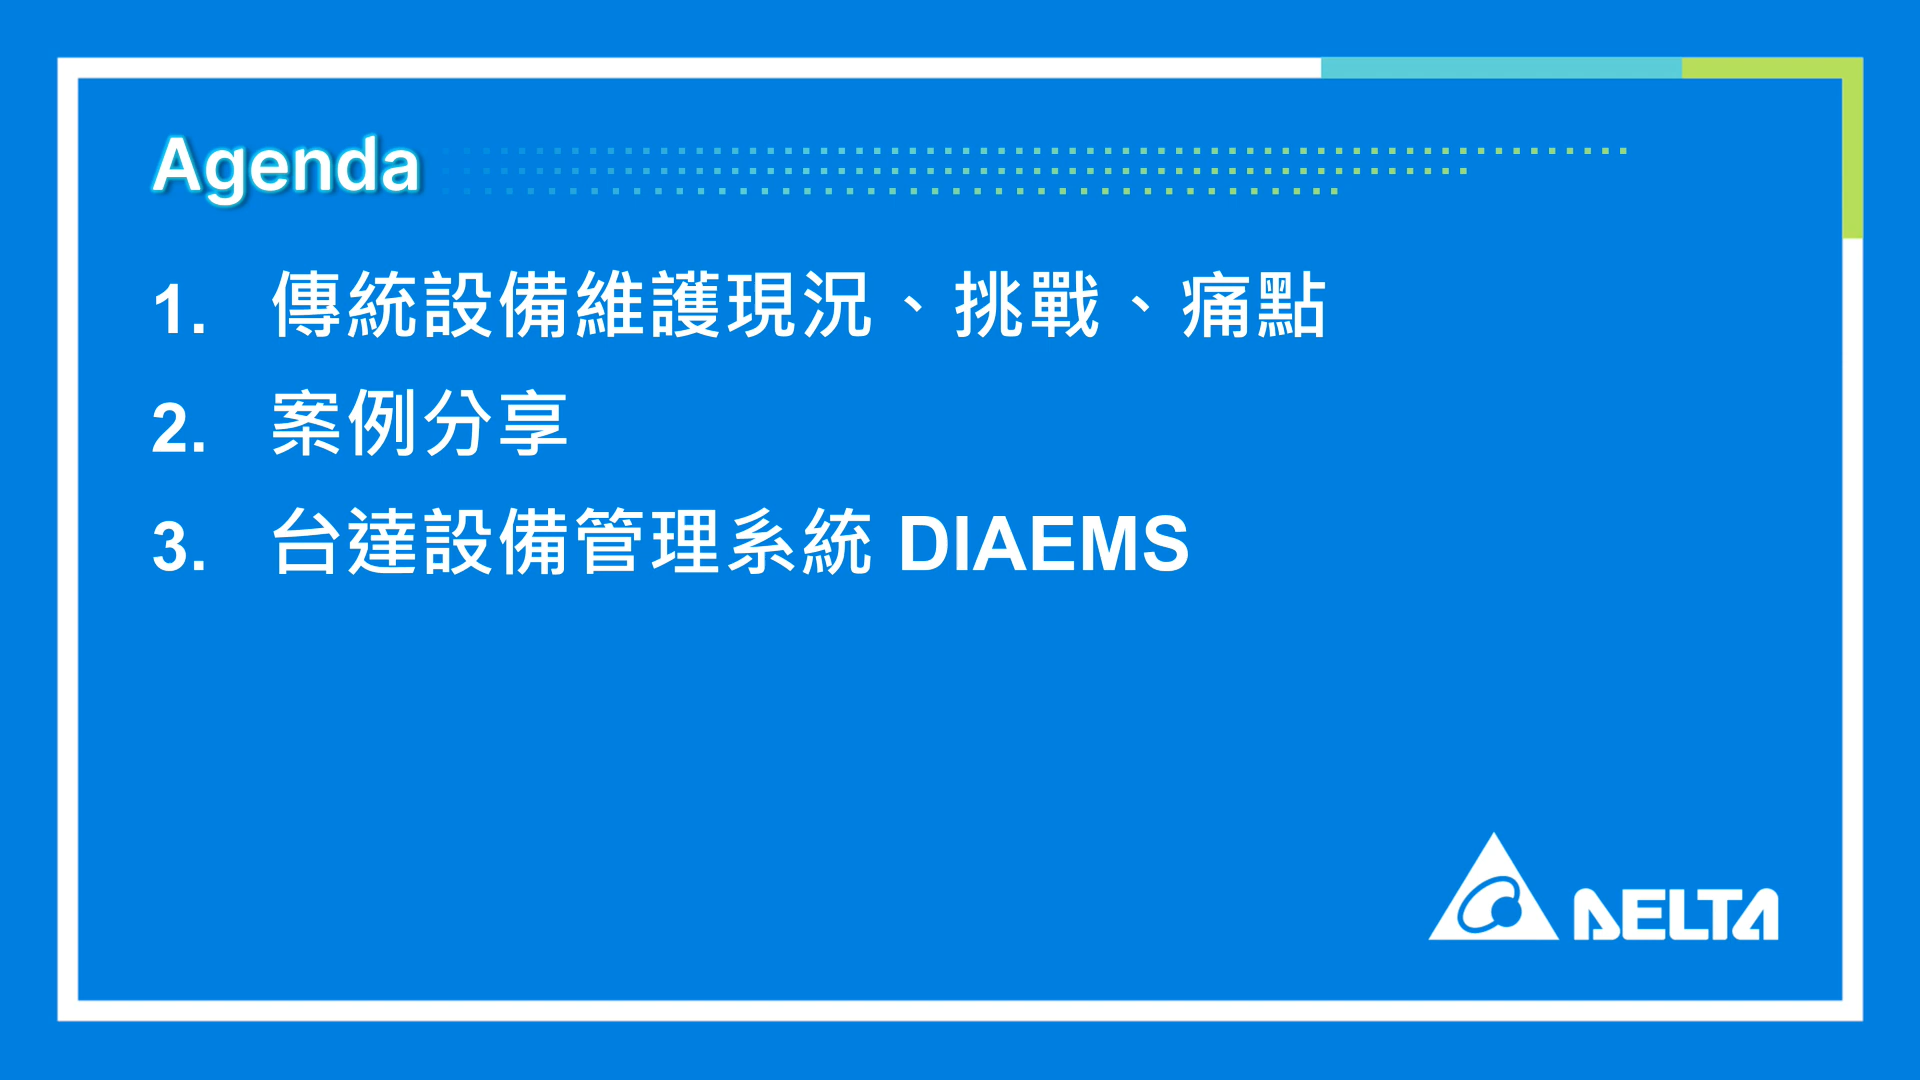 Agenda
1. 傳統設備維護現況、挑戰、痛點
2. 案例分享
3. 台達設備管理系統 DIAEMS
DELTA